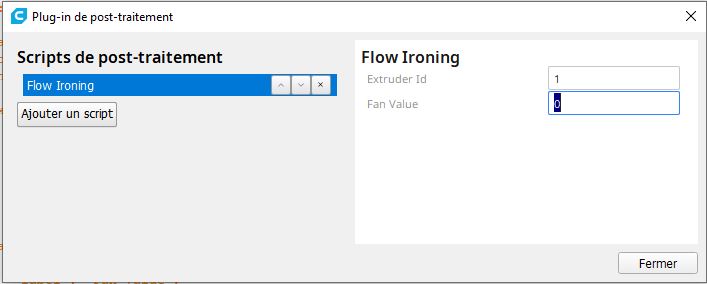 Plug-in de post-traitement
Scripts de post-traitement
Flow Ironing
Ajouter un script
Flow Ironing
Extruder Id 1
Fan Value 0
Fermer